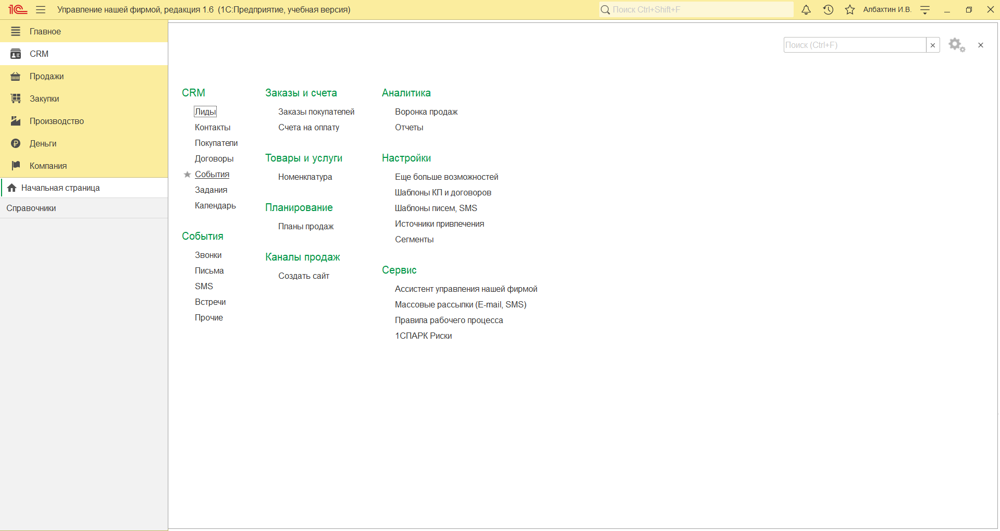 1С Управление нашей фирмой, редакция 1.6 (1С:Предприятие, учебная версия) Поиск Ctrl+Shift+F Албахтин И.В.
Главное
CRM
Продажи
Закупки
Производство
Деньги
Компания
Начальная страница
Справочники
Поиск (Ctrl+F)
CRM
Лиды
Контакты
Покупатели
Договоры
События
Задания
Календарь
События
Звонки
Письма
SMS
Встречи
Прочие
Заказы и счета
Заказы покупателей
Счета на оплату
Товары и услуги
Номенклатура
Планирование
Планы продаж
Каналы продаж
Создать сайт
Аналитика
Воронка продаж
Отчеты
Настройки
Еще больше возможностей
Шаблоны КП и договоров
Шаблоны писем, SMS
Источники привлечения
Сегменты
Сервис
Ассистент управления нашей фирмой
Массовые рассылки (E-mail, SMS)
Правила рабочего процесса
1СПАРК Риски